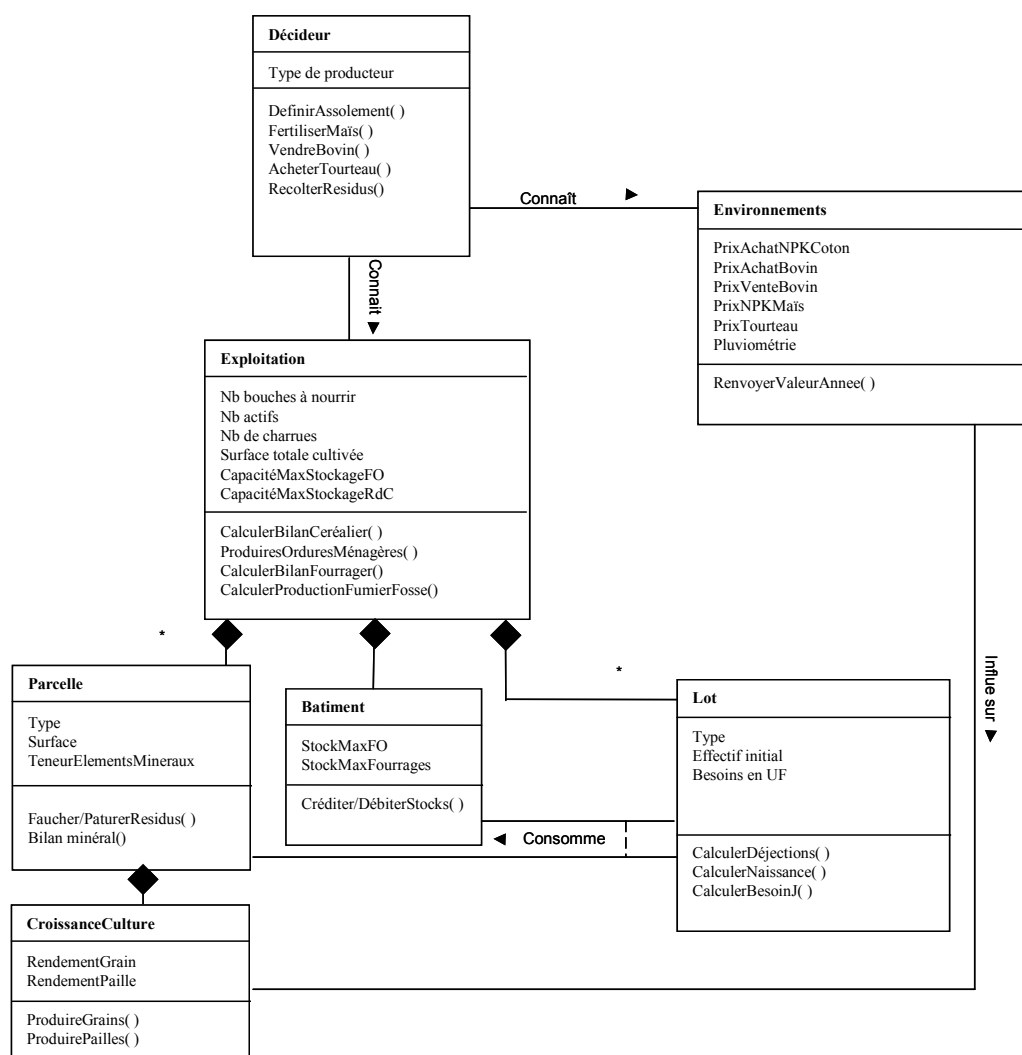 Décideur
Type de producteur
DefinirAssolement( )
FertiliserMaïs( )
VendreBovin( )
AcheterTourteau( )
RecolterResidus()
Connaît
Environnements
PrixAchatNPKCoton
PrixAchatBovin
PrixVenteBovin
PrixNPKMaïs
PrixTourteau
Pluviométrie
RenvoyerValeurAnnee( )
Connait
Exploitation
Nb bouches à nourrir
Nb actifs
Nb de charrues
Surface totale cultivée
CapacitéMaxStockageFO
CapacitéMaxStockageRdC
CalculerBilanCeréalier( )
ProduiresOrduresMénagères( )
CalculerBilanFourrager()
CalculerProductionFumierFosse()
*
*
Influe sur
Parcelle
Type
Surface
TeneurElementsMineraux
Faucher/PaturerResidus( )
Bilan minéral()
Batiment
StockMaxFO
StockMaxFourrages
Créditer/DébiterStocks( )
Lot
Type
Effectif initial
Besoins en UF
CalculerDéjections( )
CalculerNaissance( )
CalculerBesoinJ( )
Consomme
CroissanceCulture
RendementGrain
RendementPaille
ProduireGrains( )
ProduirePailles( )